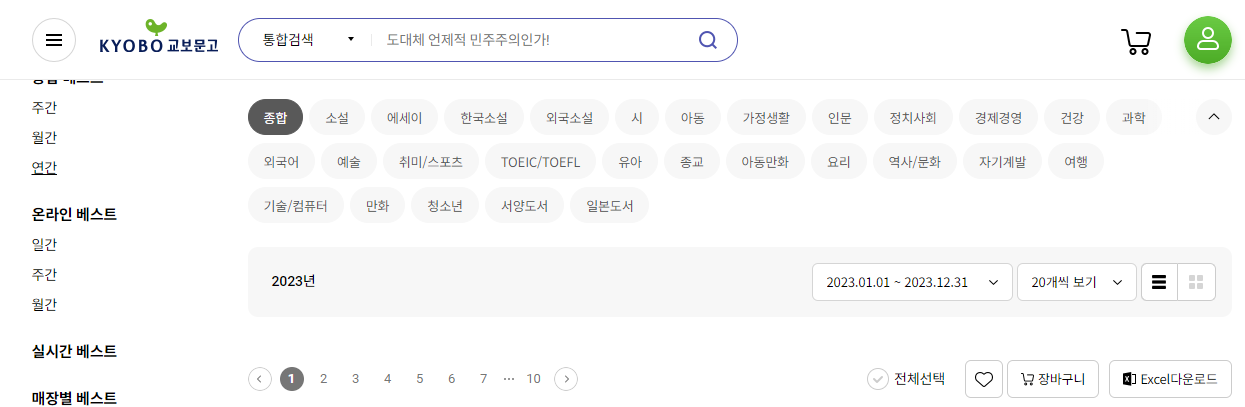 KYOBO 교보문고
통합검색
도대체 언제적 민주주의인가!
종합 베스트
주간
월간
연간
온라인 베스트
일간
주간
월간
실시간 베스트
매장별 베스트
종합 소설 에세이 한국소설 외국소설 시 아동 가정생활 인문 정치사회 경제경영 건강 과학
외국어 예술 취미/스포츠 TOEIC/TOEFL 유아 종교 아동만화 요리 역사/문화 자기계발 여행
기술/컴퓨터 만화 청소년 서양도서 일본도서
2023년 2023.01.01 ~ 2023.12.31 20개씩 보기
1 2 3 4 5 6 7 ··· 10 전체선택 장바구니 Excel다운로드